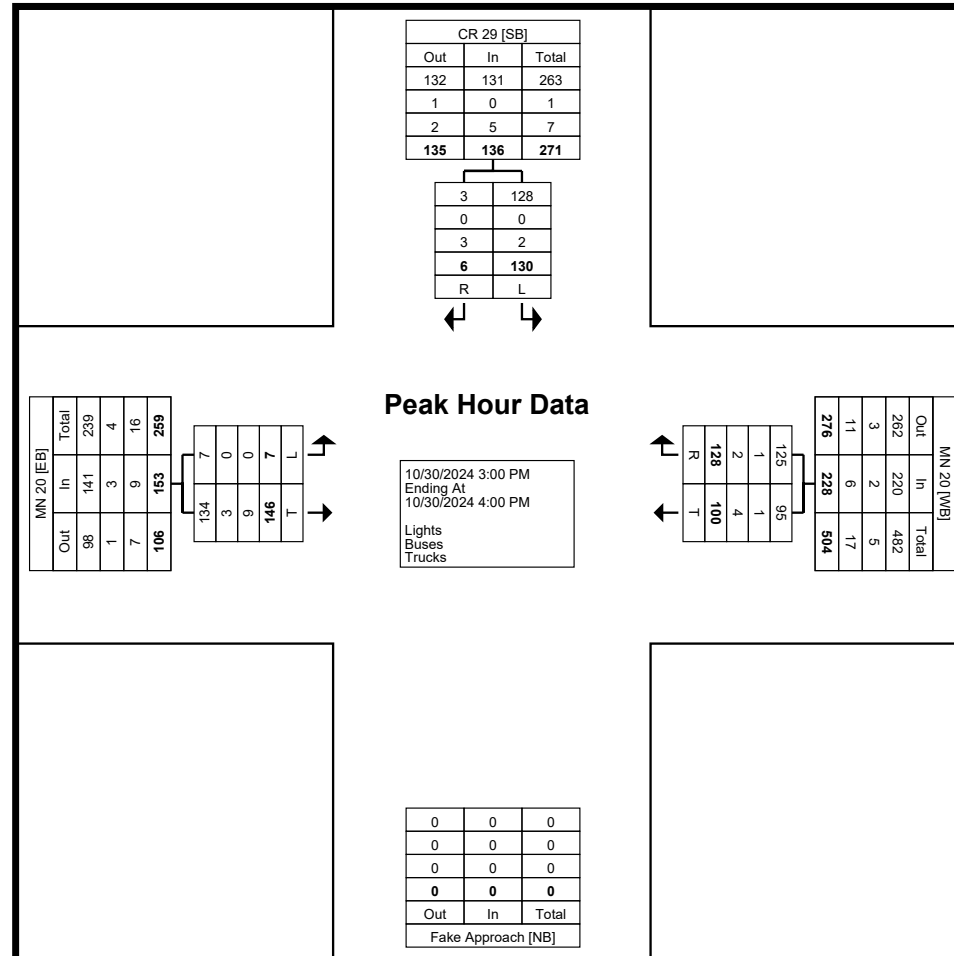 CR 29 [SB]
Out In Total
132 131 263
1 0 1
2 5 7
135 136 271
3 128
0 0
3 2
6 130
R L
Peak Hour Data
10/30/2024 3:00 PM
Ending At
10/30/2024 4:00 PM
Lights
Buses
Trucks
MN 20 [EB]
Total In Out
239 141 98
4 3 1
16 9 7
259 153 106
7 134
0 3
0 9
7 146
L T
MN 20 [WB]
Out In Total
262 220 482
3 2 5
11 6 17
276 228 504
125 95
1 1
2 4
128 100
R T
0 0 0
0 0 0
0 0 0
0 0 0
Out In Total
Fake Approach [NB]